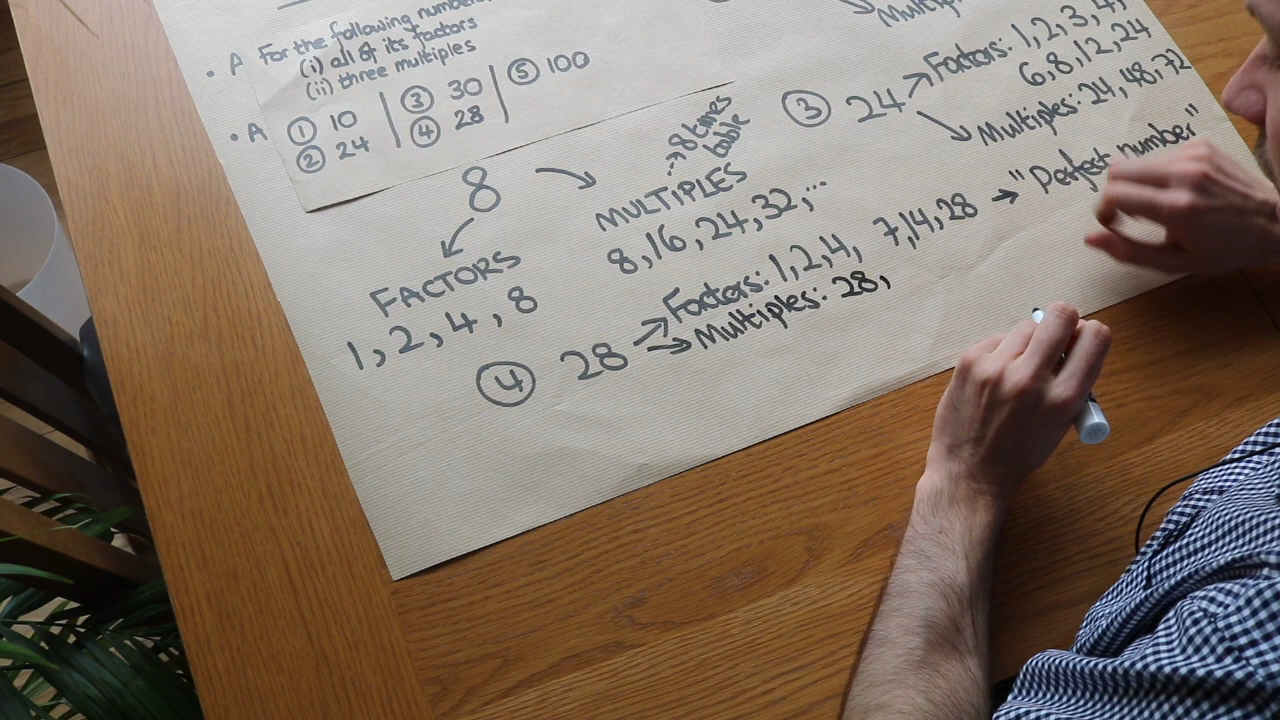 • A For the following number
(i) all of its factors
(ii) three multiples
• A
① 10 ③ 30 ⑤ 100
② 24 ④ 28
8
→ 8 times
table
MULTIPLES
8, 16, 24, 32, ...
FACTORS
1, 2, 4, 8
Multip
③ 24
Factors: 1, 2, 3, 4,
6, 8, 12, 24
Multiples: 24, 48, 72
④ 28
Factors: 1, 2, 4, 7, 14, 28 → "Perfect number"
Multiples: 28,